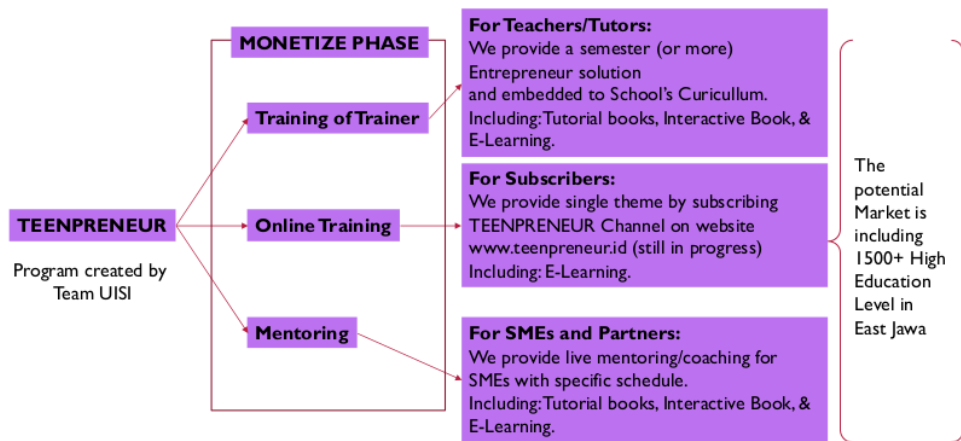 TEENPRENEUR
Program created by
Team UISI
MONETIZE PHASE
Training of Trainer
Online Training
Mentoring
For Teachers/Tutors:
We provide a semester (or more)
Entrepreneur solution
and embedded to School's Curicullum.
Including: Tutorial books, Interactive Book, &
E-Learning.
For Subscribers:
We provide single theme by subscribing
TEENPRENEUR Channel on website
www.teenpreneur.id (still in progress)
Including: E-Learning.
For SMEs and Partners:
We provide live mentoring/coaching for
SMEs with specific schedule.
Including: Tutorial books, Interactive Book, &
E-Learning.
The
potential
Market is
including
1500+ High
Education
Level in
East Jawa